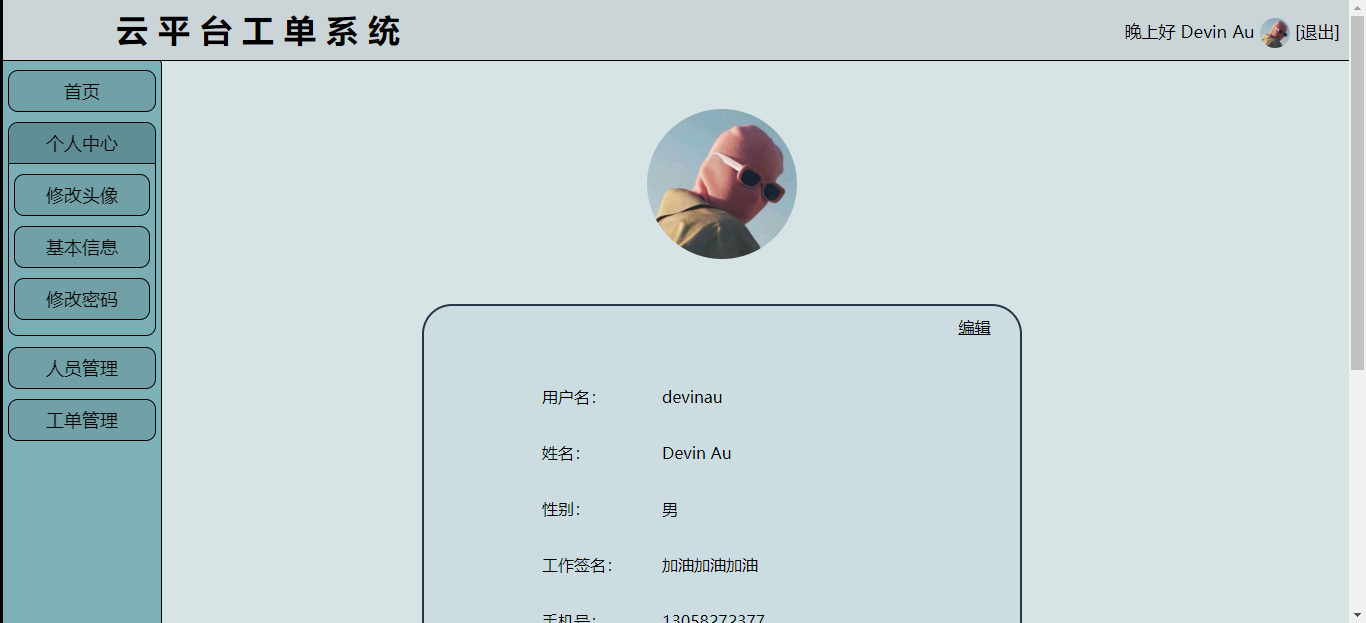 云平台工单系统
晚上好 Devin Au [退出]
首页
个人中心
修改头像
基本信息
修改密码
人员管理
工单管理
编辑
用户名： devinau
姓名： Devin Au
性别： 男
工作签名： 加油加油加油
手机号： 13058272377